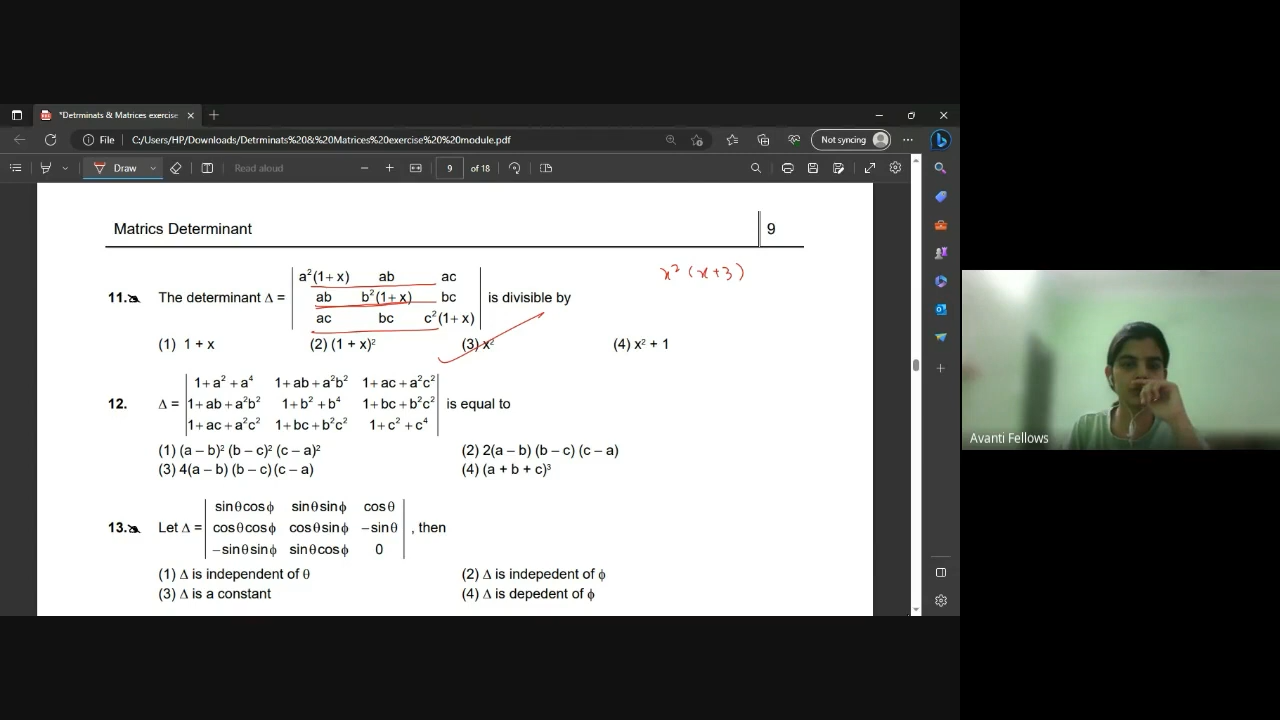 *Detrminats & Matrices exercise
File C:/Users/HP/Downloads/Detrminats%20&%20Matrices%20exercise%20%20module.pdf Not syncing
Draw Read aloud 9 of 18
Matrics Determinant 9
x² (x+3)
11. The determinant Δ = | a²(1+x) ab ac | is divisible by
| ab b²(1+x) bc |
| ac bc c²(1+x) |
(1) 1 + x (2) (1 + x)² (3) x² (4) x² + 1
12. Δ = | 1+a²+a⁴ 1+ab+a²b² 1+ac+a²c² | is equal to
| 1+ab+a²b² 1+b²+b⁴ 1+bc+b²c² |
| 1+ac+a²c² 1+bc+b²c² 1+c²+c⁴ |
(1) (a – b)² (b – c)² (c – a)² (2) 2(a – b) (b – c) (c – a)
(3) 4(a – b) (b – c) (c – a) (4) (a + b + c)³
13. Let Δ = | sinθcosϕ sinθsinϕ cosθ | , then
| cosθcosϕ cosθsinϕ –sinθ |
| –sinθsinϕ sinθcosϕ 0 |
(1) Δ is independent of θ (2) Δ is indepedent of ϕ
(3) Δ is a constant (4) Δ is depedent of ϕ
Avanti Fellows